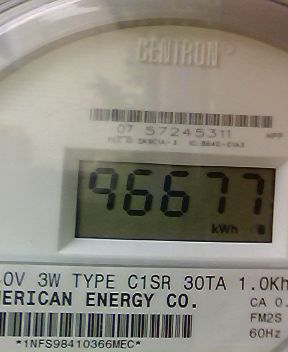 CENTRON
07 57245311
96677
kWh
0V 3W TYPE C1SR 30TA 1.0Kh
MERICAN ENERGY CO.
CA 0.
FM2S
60Hz
*1NFS98410366MEC*